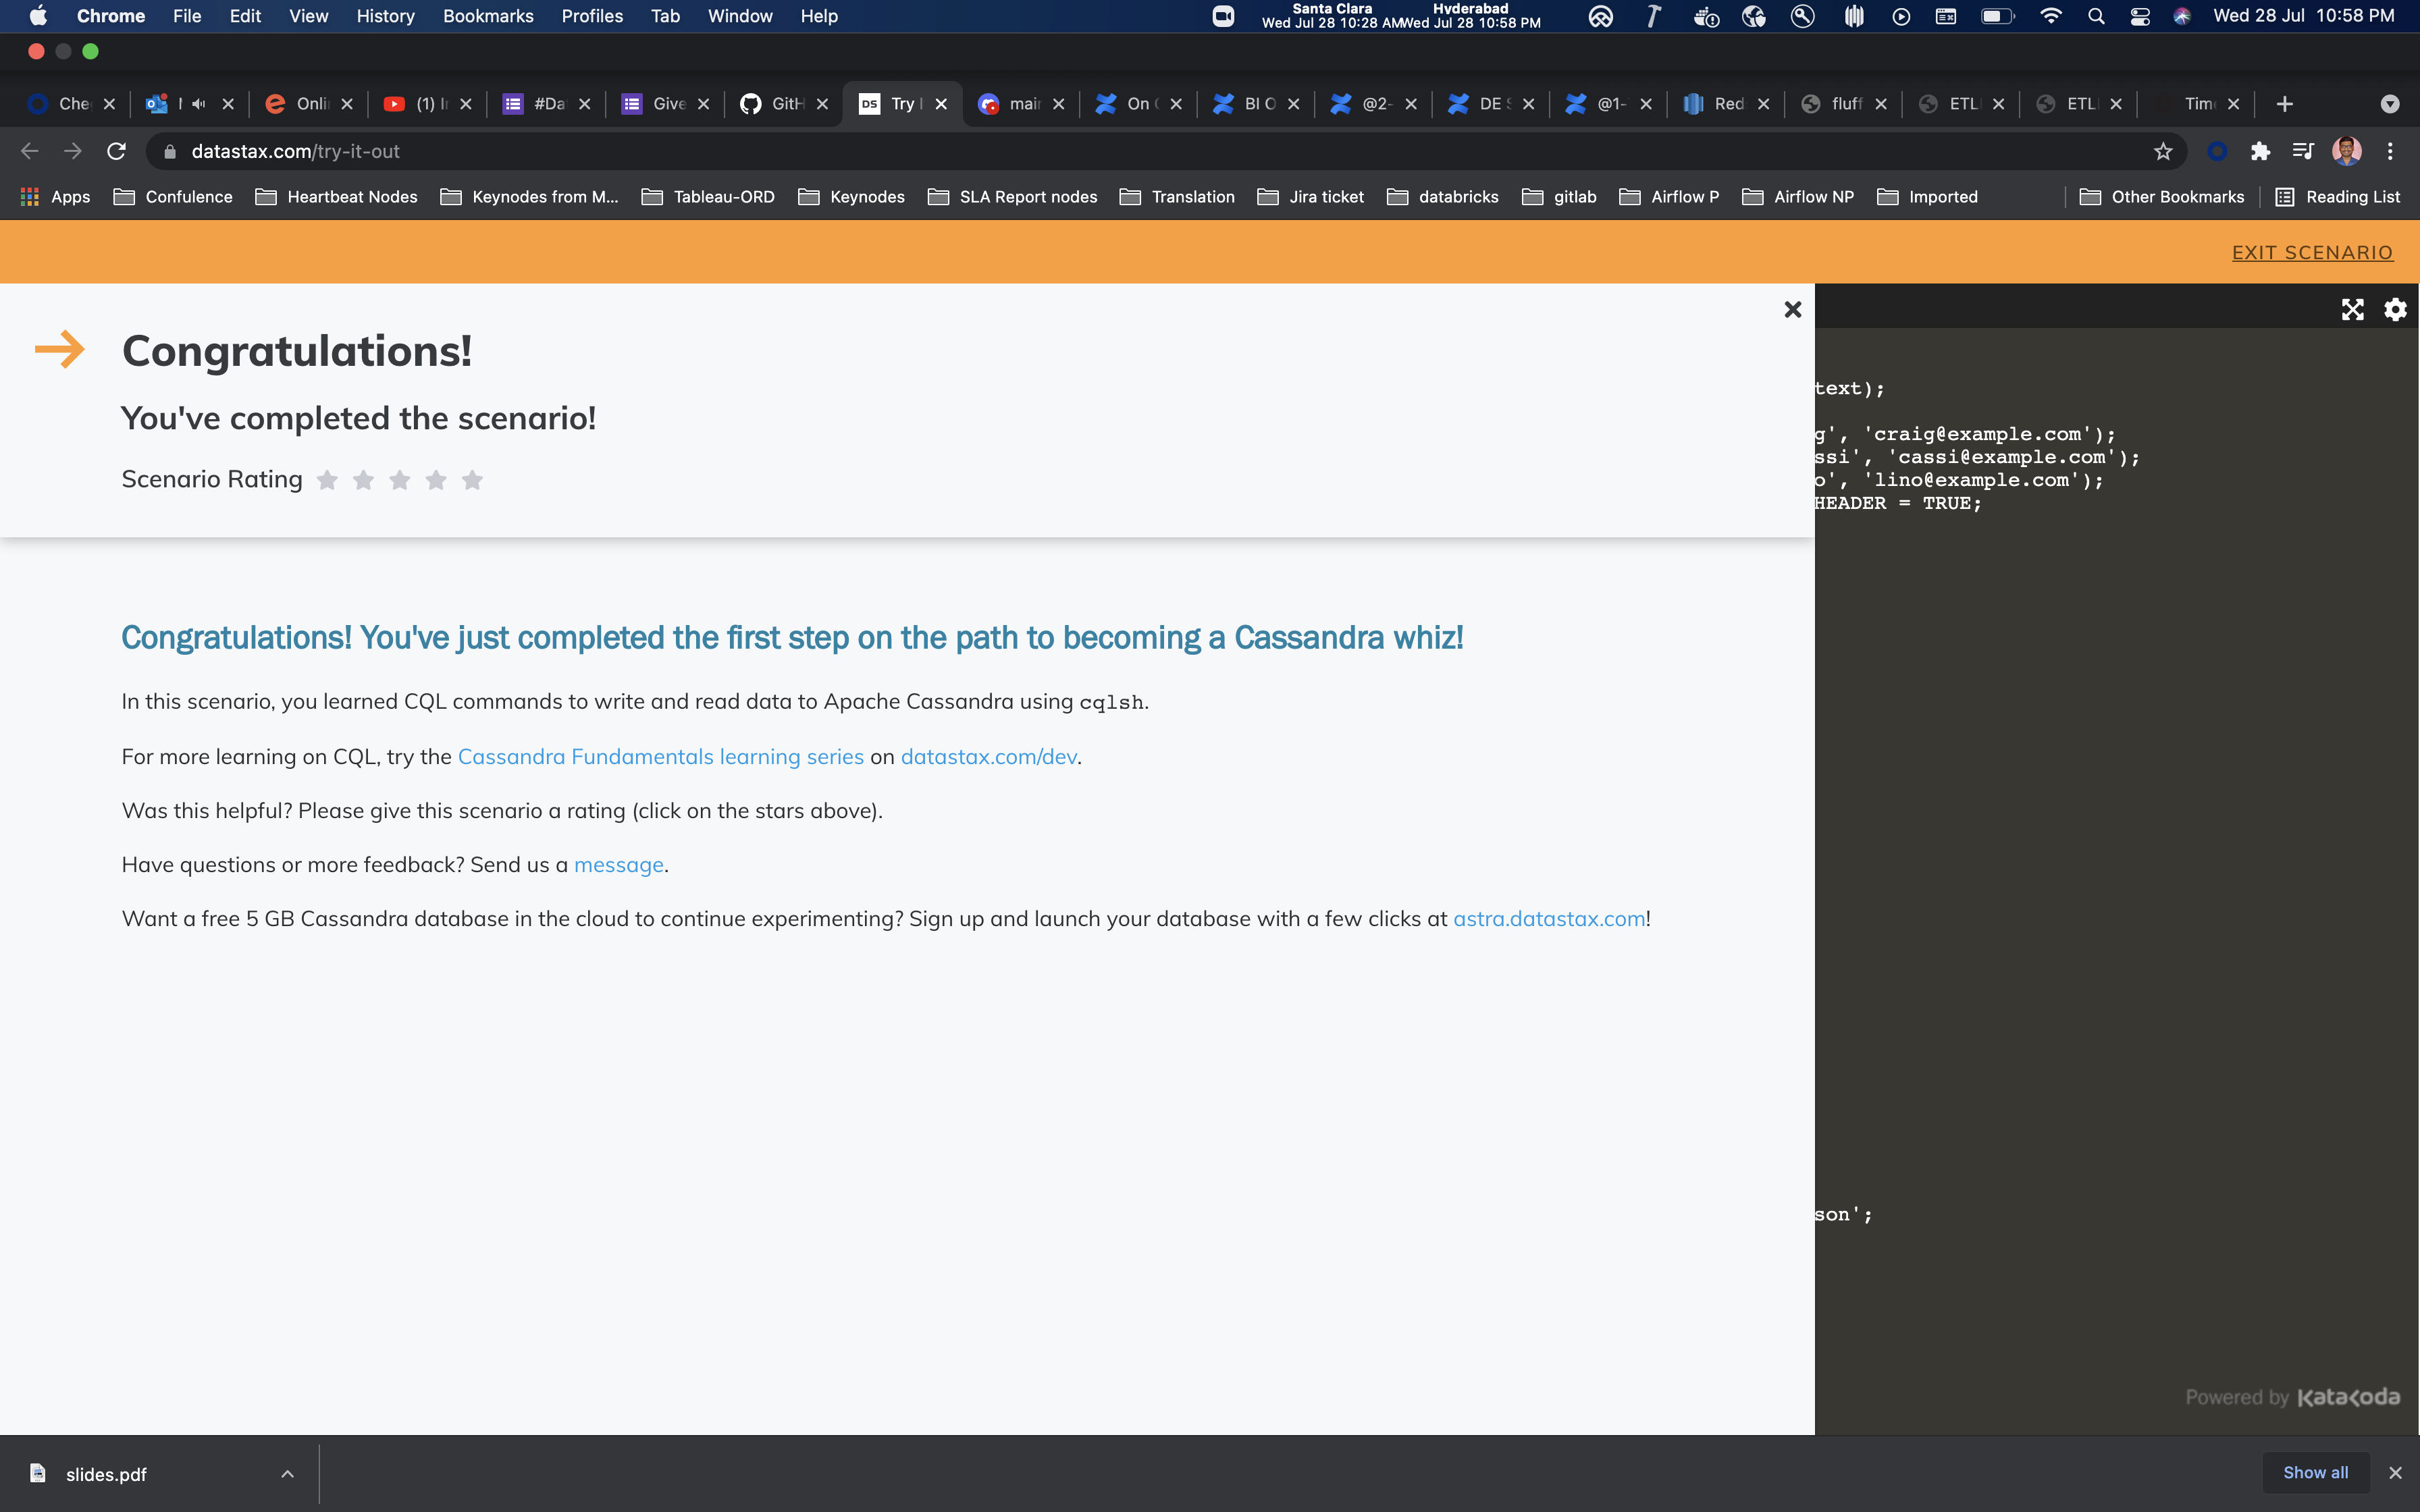 Chrome File Edit View History Bookmarks Profiles Tab Window Help
Santa Clara Hyderabad
Wed Jul 28 10:28 AM Wed Jul 28 10:58 PM
Wed 28 Jul 10:58 PM
Che Onli (1) #Da Give GitH Try mai On BI O @2- DE @1- Red fluff ETL ETL Tim
datastax.com/try-it-out
Apps Confulence Heartbeat Nodes Keynodes from M... Tableau-ORD Keynodes SLA Report nodes Translation Jira ticket databricks gitlab Airflow P Airflow NP Imported Other Bookmarks Reading List
EXIT SCENARIO
Congratulations!
You've completed the scenario!
Scenario Rating
Congratulations! You've just completed the first step on the path to becoming a Cassandra whiz!
In this scenario, you learned CQL commands to write and read data to Apache Cassandra using cqlsh.
For more learning on CQL, try the Cassandra Fundamentals learning series on datastax.com/dev.
Was this helpful? Please give this scenario a rating (click on the stars above).
Have questions or more feedback? Send us a message.
Want a free 5 GB Cassandra database in the cloud to continue experimenting? Sign up and launch your database with a few clicks at astra.datastax.com!
text);
g', 'craig@example.com');
ssi', 'cassi@example.com');
o', 'lino@example.com');
HEADER = TRUE;
son';
Powered by Katacoda
slides.pdf
Show all